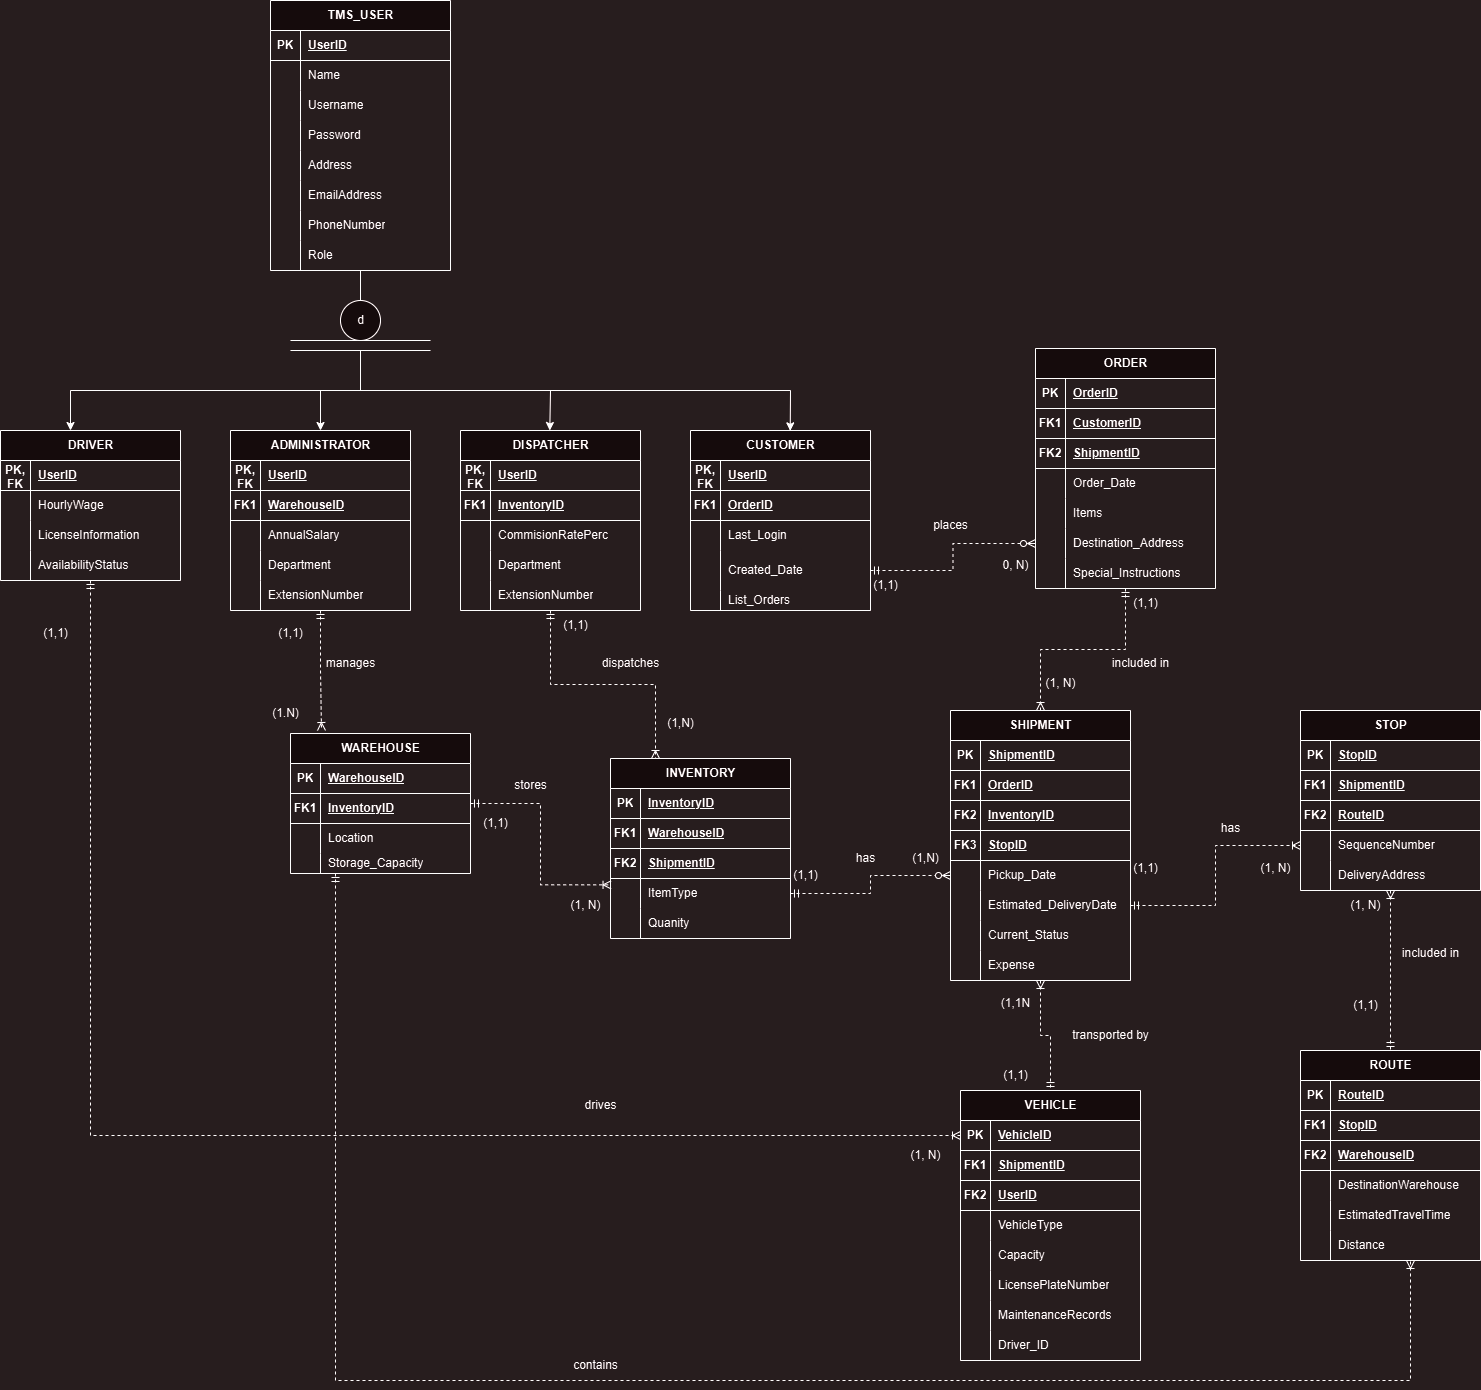 TMS_USER
PK UserID
Name
Username
Password
Address
EmailAddress
PhoneNumber
Role
d
DRIVER
PK, FK UserID
HourlyWage
LicenseInformation
AvailabilityStatus
ADMINISTRATOR
PK, FK UserID
FK1 WarehouseID
AnnualSalary
Department
ExtensionNumber
DISPATCHER
PK, FK UserID
FK1 InventoryID
CommisionRatePerc
Department
ExtensionNumber
CUSTOMER
PK, FK UserID
FK1 OrderID
Last_Login
Created_Date
List_Orders
places
(1,1)
0, N)
ORDER
PK OrderID
FK1 CustomerID
FK2 ShipmentID
Order_Date
Items
Destination_Address
Special_Instructions
(1,1)
included in
(1, N)
(1,1)
(1,1)
manages
(1.N)
(1,1)
dispatches
(1,N)
WAREHOUSE
PK WarehouseID
FK1 InventoryID
Location
Storage_Capacity
stores
(1,1)
(1, N)
INVENTORY
PK InventoryID
FK1 WarehouseID
FK2 ShipmentID
ItemType
Quanity
has
(1,N)
(1,1)
SHIPMENT
PK ShipmentID
FK1 OrderID
FK2 InventoryID
FK3 StopID
Pickup_Date
Estimated_DeliveryDate
Current_Status
Expense
has
(1,1)
(1, N)
STOP
PK StopID
FK1 ShipmentID
FK2 RouteID
SequenceNumber
DeliveryAddress
(1, N)
included in
(1,1)
(1,1N
transported by
(1,1)
drives
(1, N)
VEHICLE
PK VehicleID
FK1 ShipmentID
FK2 UserID
VehicleType
Capacity
LicensePlateNumber
MaintenanceRecords
Driver_ID
ROUTE
PK RouteID
FK1 StopID
FK2 WarehouseID
DestinationWarehouse
EstimatedTravelTime
Distance
contains